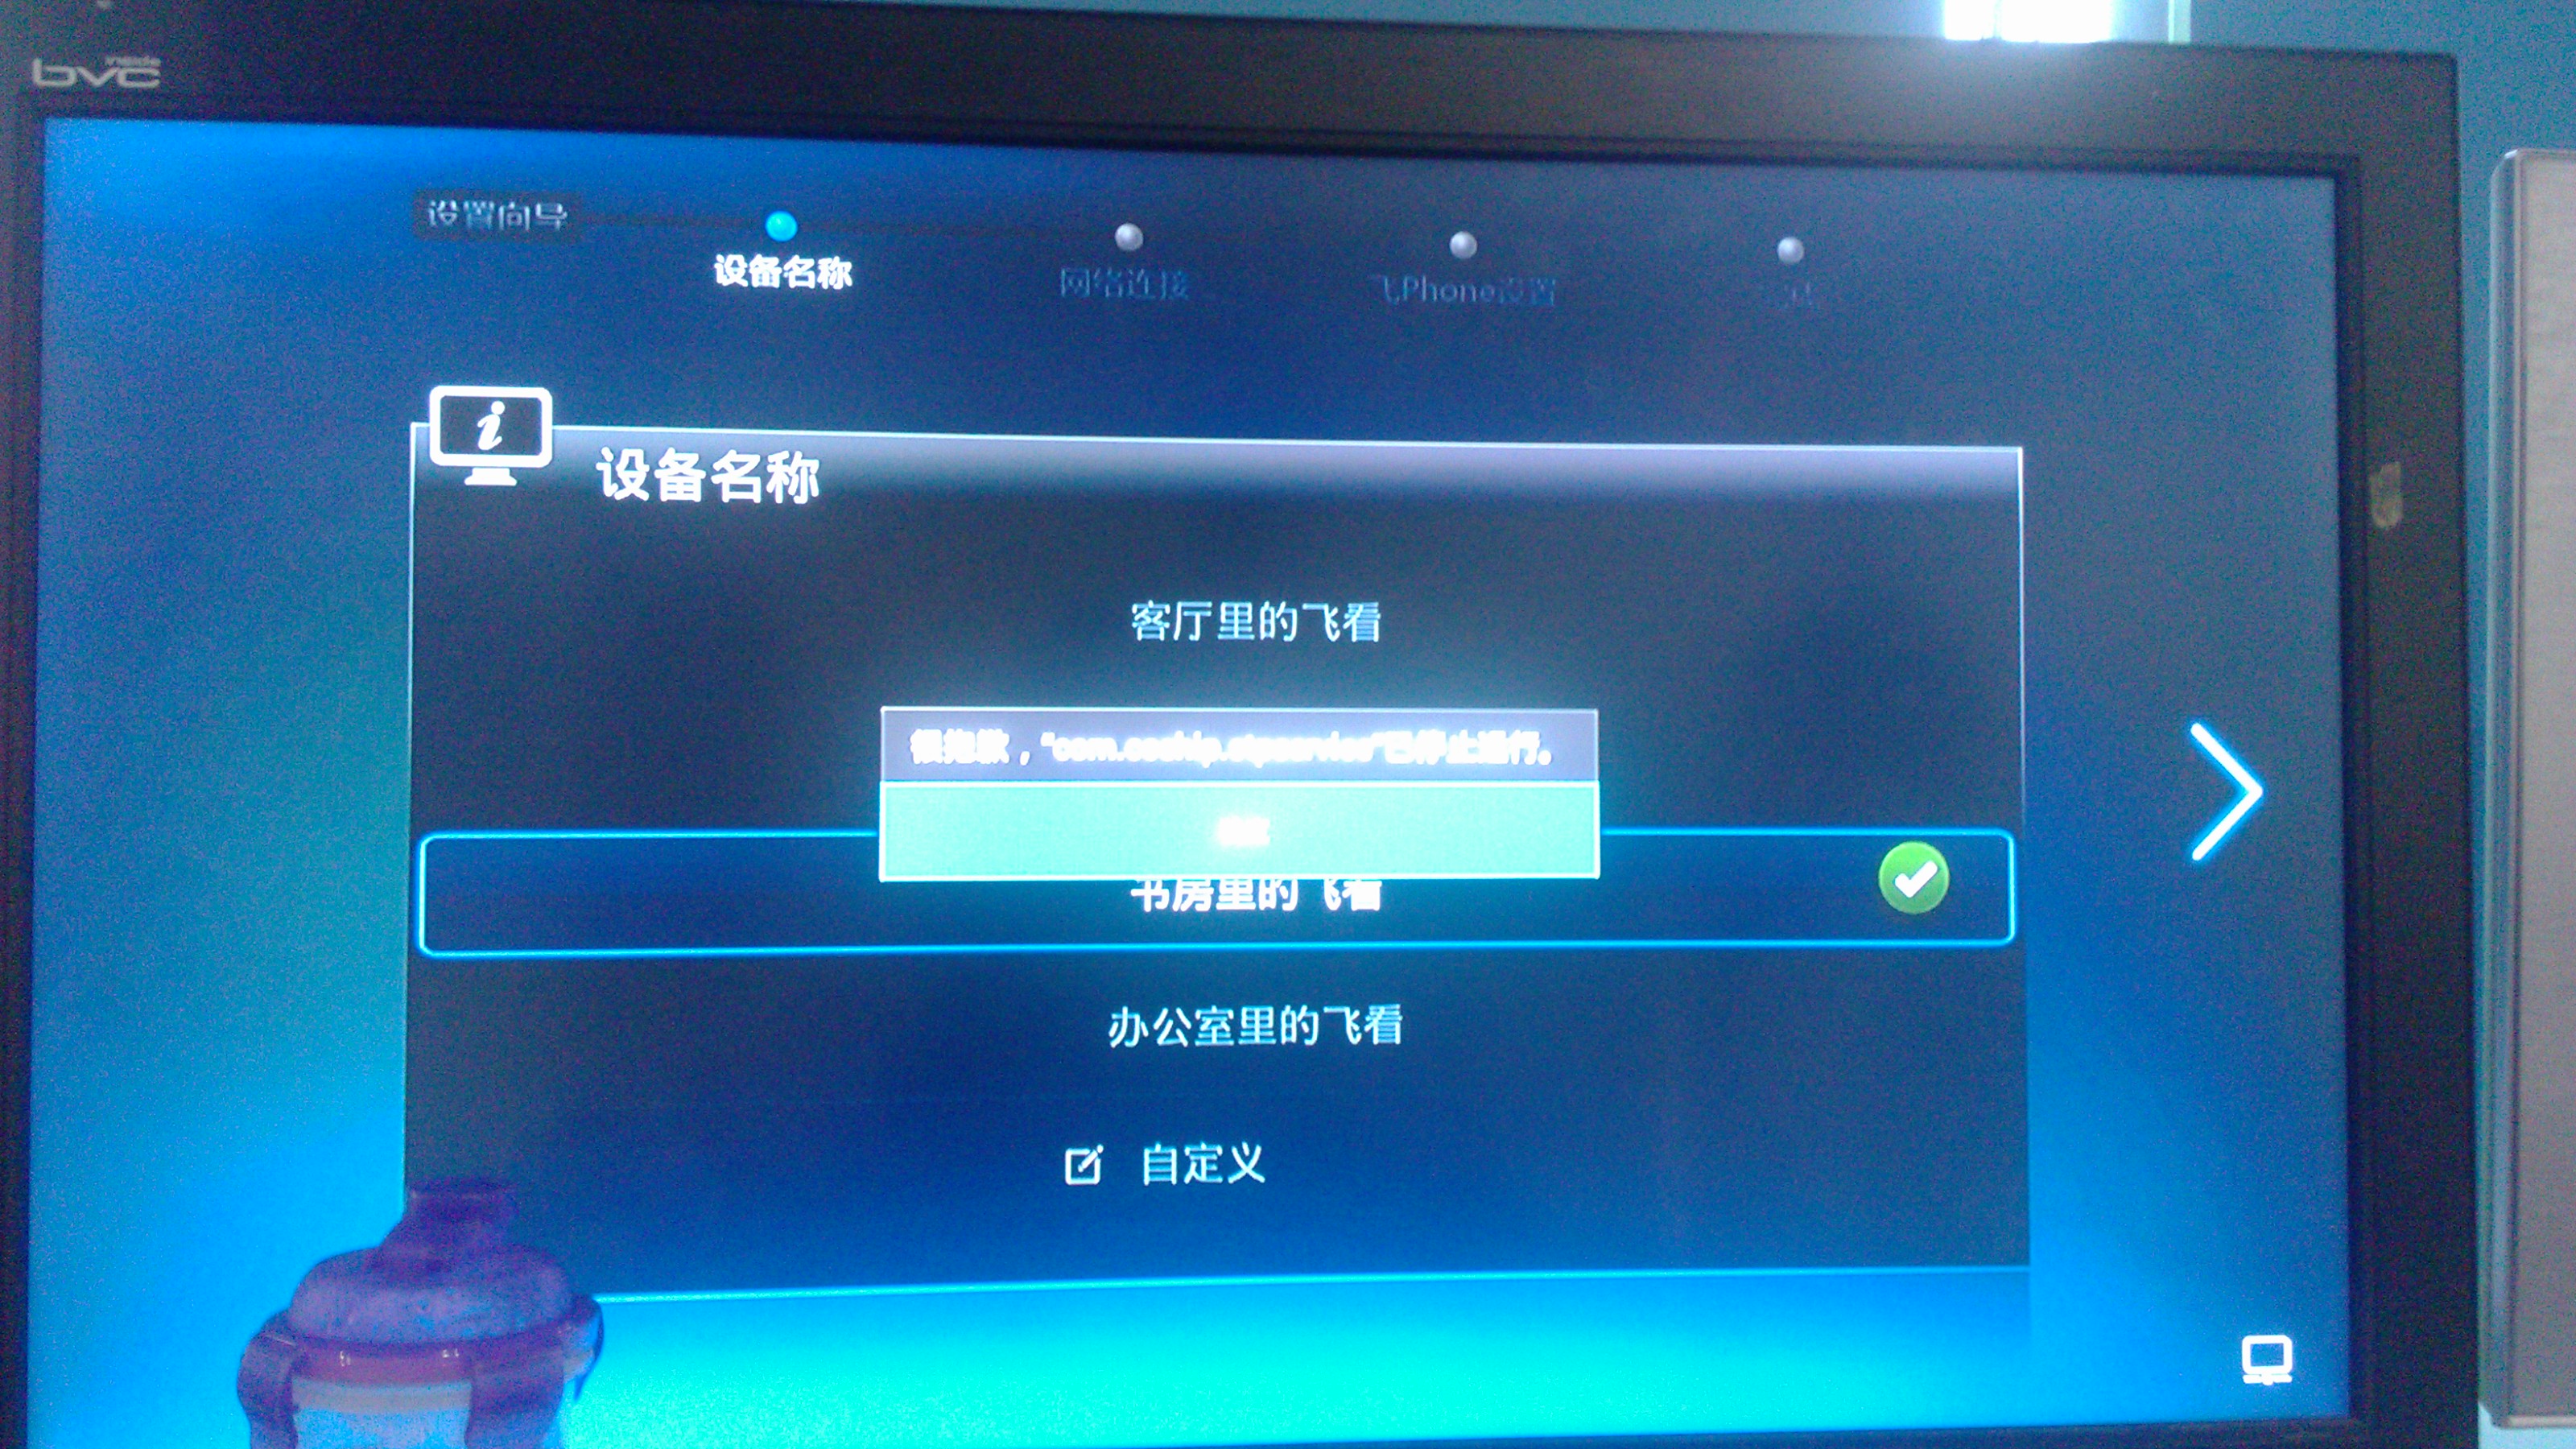 inside
bvc
设置向导
设备名称
网络连接
飞Phone设置
设备名称
客厅里的飞看
很抱歉，“com.coship.stpservice”已停止运行。
书房里的飞看
办公室里的飞看
自定义